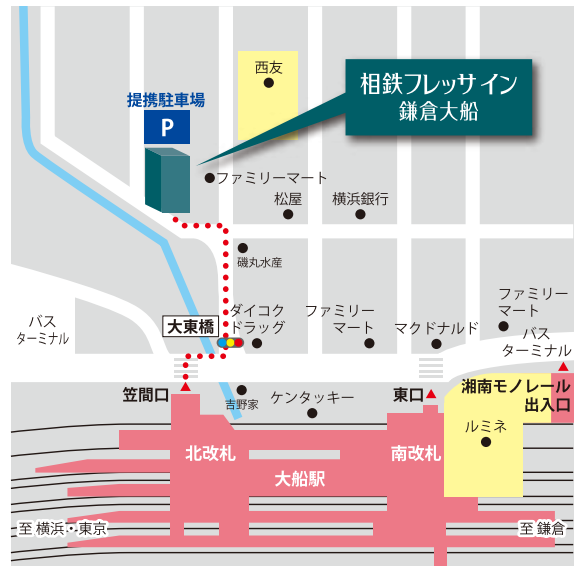 西友
相鉄フレッサイン
鎌倉大船
提携駐車場
P
ファミリーマート
松屋
横浜銀行
磯丸水産
バス
ターミナル
大東橋
ダイコク
ドラッグ
ファミリー
マート
マクドナルド
ファミリー
マート
バス
ターミナル
笠間口
吉野家
ケンタッキー
東口
湘南モノレール
出入口
ルミネ
北改札
南改札
大船駅
至 横浜・東京
至 鎌倉